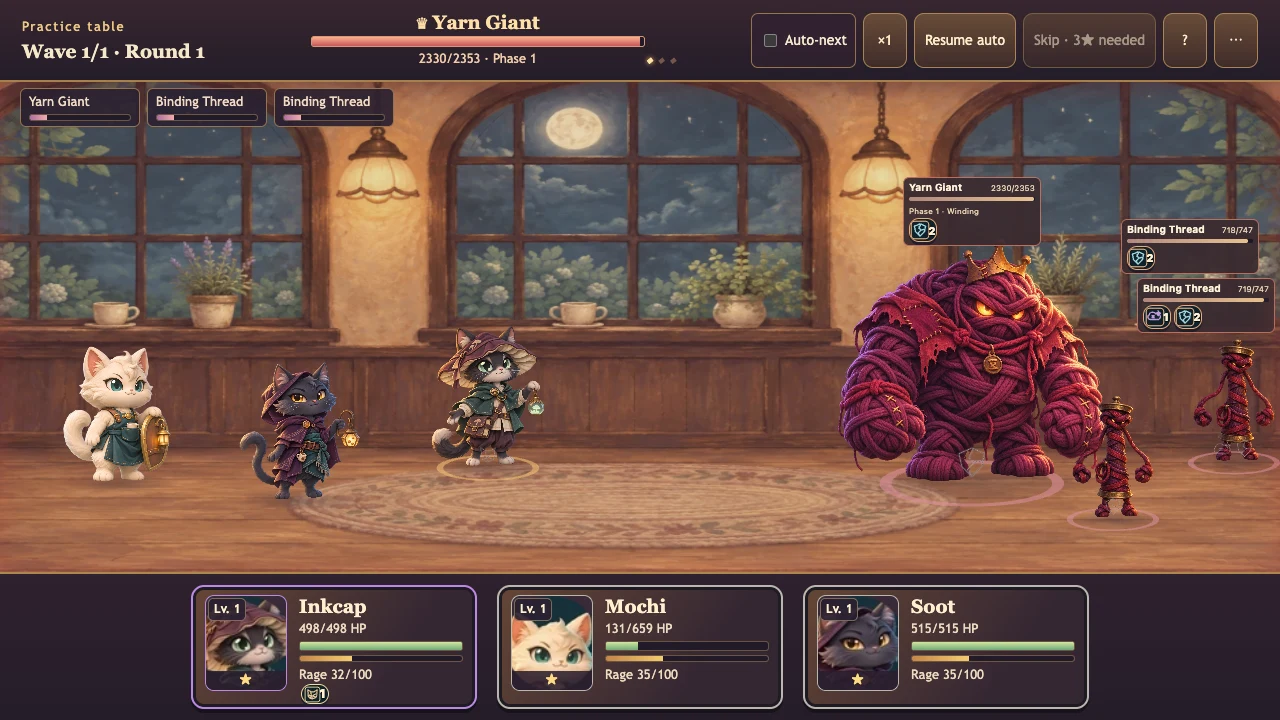 Practice table
Wave 1/1 · Round 1
♛ Yarn Giant
2330/2353 · Phase 1
Auto-next
×1
Resume auto
Skip · 3★ needed
?
···
Yarn Giant
Binding Thread
Binding Thread
Yarn Giant 2330/2353
Phase 1 · Winding
2
Binding Thread 718/747
2
Binding Thread 719/747
1 2
Lv. 1
Inkcap
498/498 HP
Rage 32/100
1
Lv. 1
Mochi
131/659 HP
Rage 35/100
Lv. 1
Soot
515/515 HP
Rage 35/100